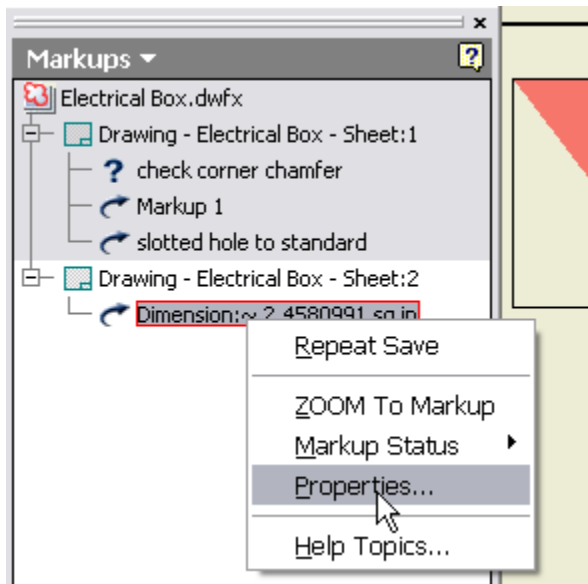 Markups
Electrical Box.dwfx
Drawing - Electrical Box - Sheet:1
? check corner chamfer
Markup 1
slotted hole to standard
Drawing - Electrical Box - Sheet:2
Dimension:~ 2.4580991 sq in
Repeat Save
ZOOM To Markup
Markup Status
Properties...
Help Topics...